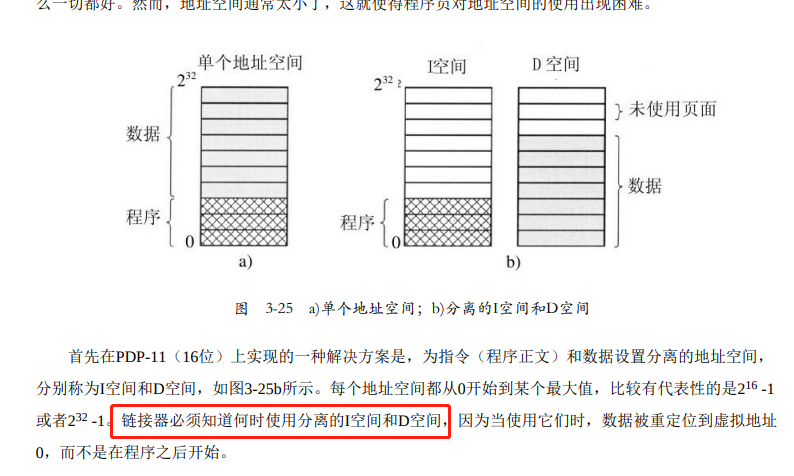 么一切都好。然而，地址空间通常太小了，这就使得程序员对地址空间的使用出现困难。
单个地址空间
I空间
D 空间
2³²
2³² ²
未使用页面
数据
数据
程序
程序
0
0
a)
b)
图 3-25 a)单个地址空间；b)分离的I空间和D空间
首先在PDP-11（16位）上实现的一种解决方案是，为指令（程序正文）和数据设置分离的地址空间，
分别称为I空间和D空间，如图3-25b所示。每个地址空间都从0开始到某个最大值，比较有代表性的是2¹⁶ -1
或者2³² -1。链接器必须知道何时使用分离的I空间和D空间，因为当使用它们时，数据被重定位到虚拟地址
0，而不是在程序之后开始。